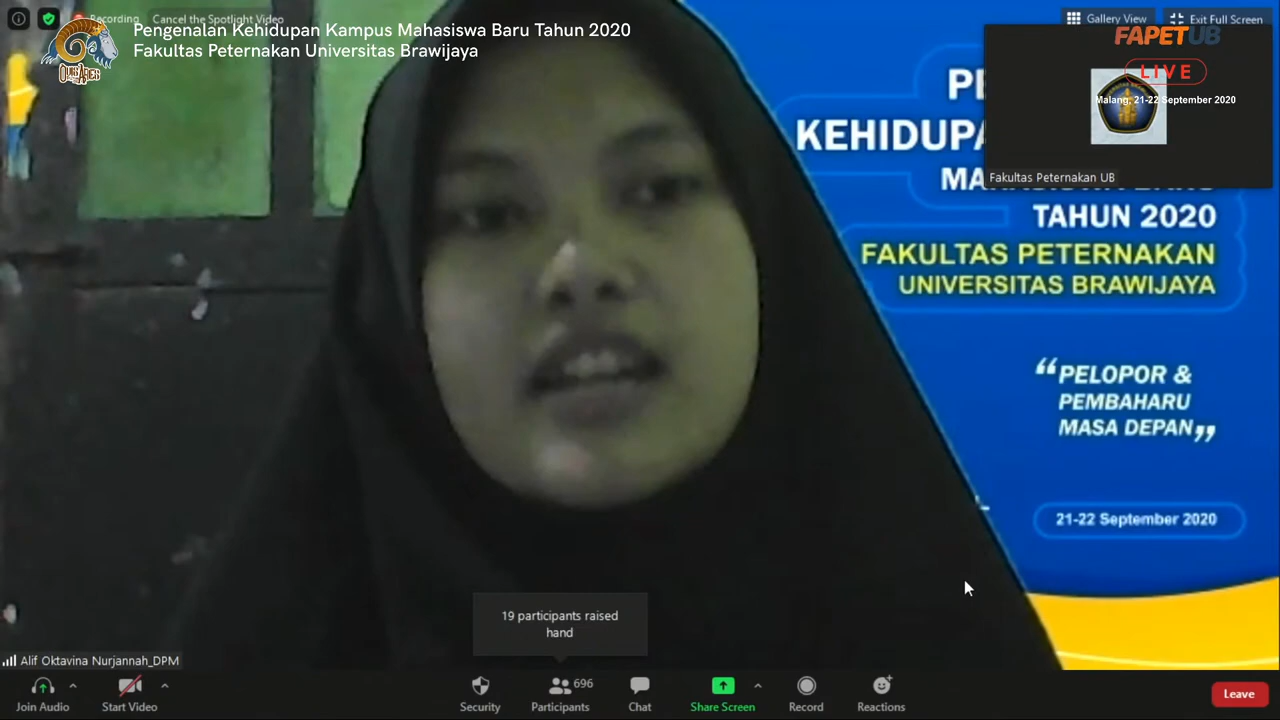 Recording
Cancel the Spotlight Video
Pengenalan Kehidupan Kampus Mahasiswa Baru Tahun 2020
Fakultas Peternakan Universitas Brawijaya
Gallery View
Exit Full Screen
FAPETUB
LIVE
Malang, 21-22 September 2020
Fakultas Peternakan UB
TAHUN 2020
FAKULTAS PETERNAKAN
UNIVERSITAS BRAWIJAYA
“PELOPOR &
PEMBAHARU
MASA DEPAN„
21-22 September 2020
19 participants raised
hand
Alif Oktavina Nurjannah_DPM
Join Audio
Start Video
Security
696
Participants
Chat
Share Screen
Record
Reactions
Leave